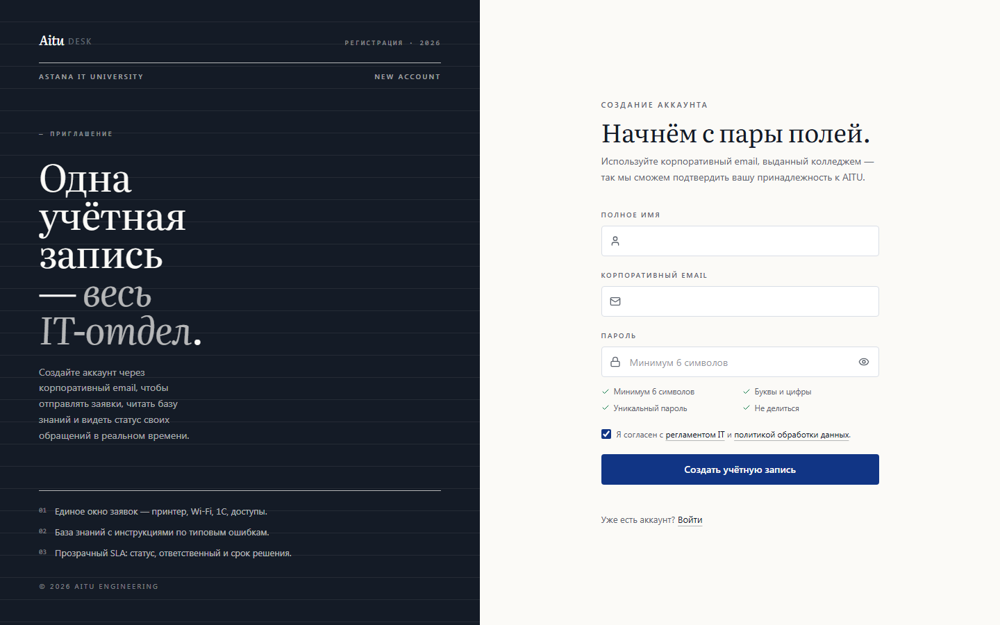 Aitu DESK
РЕГИСТРАЦИЯ · 2026
ASTANA IT UNIVERSITY
NEW ACCOUNT
— ПРИГЛАШЕНИЕ
Одна
учётная
запись
— весь
IT-отдел.
Создайте аккаунт через
корпоративный email, чтобы
отправлять заявки, читать базу
знаний и видеть статус своих
обращений в реальном времени.
01 Единое окно заявок — принтер, Wi-Fi, 1С, доступы.
02 База знаний с инструкциями по типовым ошибкам.
03 Прозрачный SLA: статус, ответственный и срок решения.
© 2026 AITU ENGINEERING
СОЗДАНИЕ АККАУНТА
Начнём с пары полей.
Используйте корпоративный email, выданный колледжем —
так мы сможем подтвердить вашу принадлежность к AITU.
ПОЛНОЕ ИМЯ
КОРПОРАТИВНЫЙ EMAIL
ПАРОЛЬ
Минимум 6 символов
Минимум 6 символов
Буквы и цифры
Уникальный пароль
Не делиться
Я согласен с регламентом IT и политикой обработки данных.
Создать учётную запись
Уже есть аккаунт? Войти